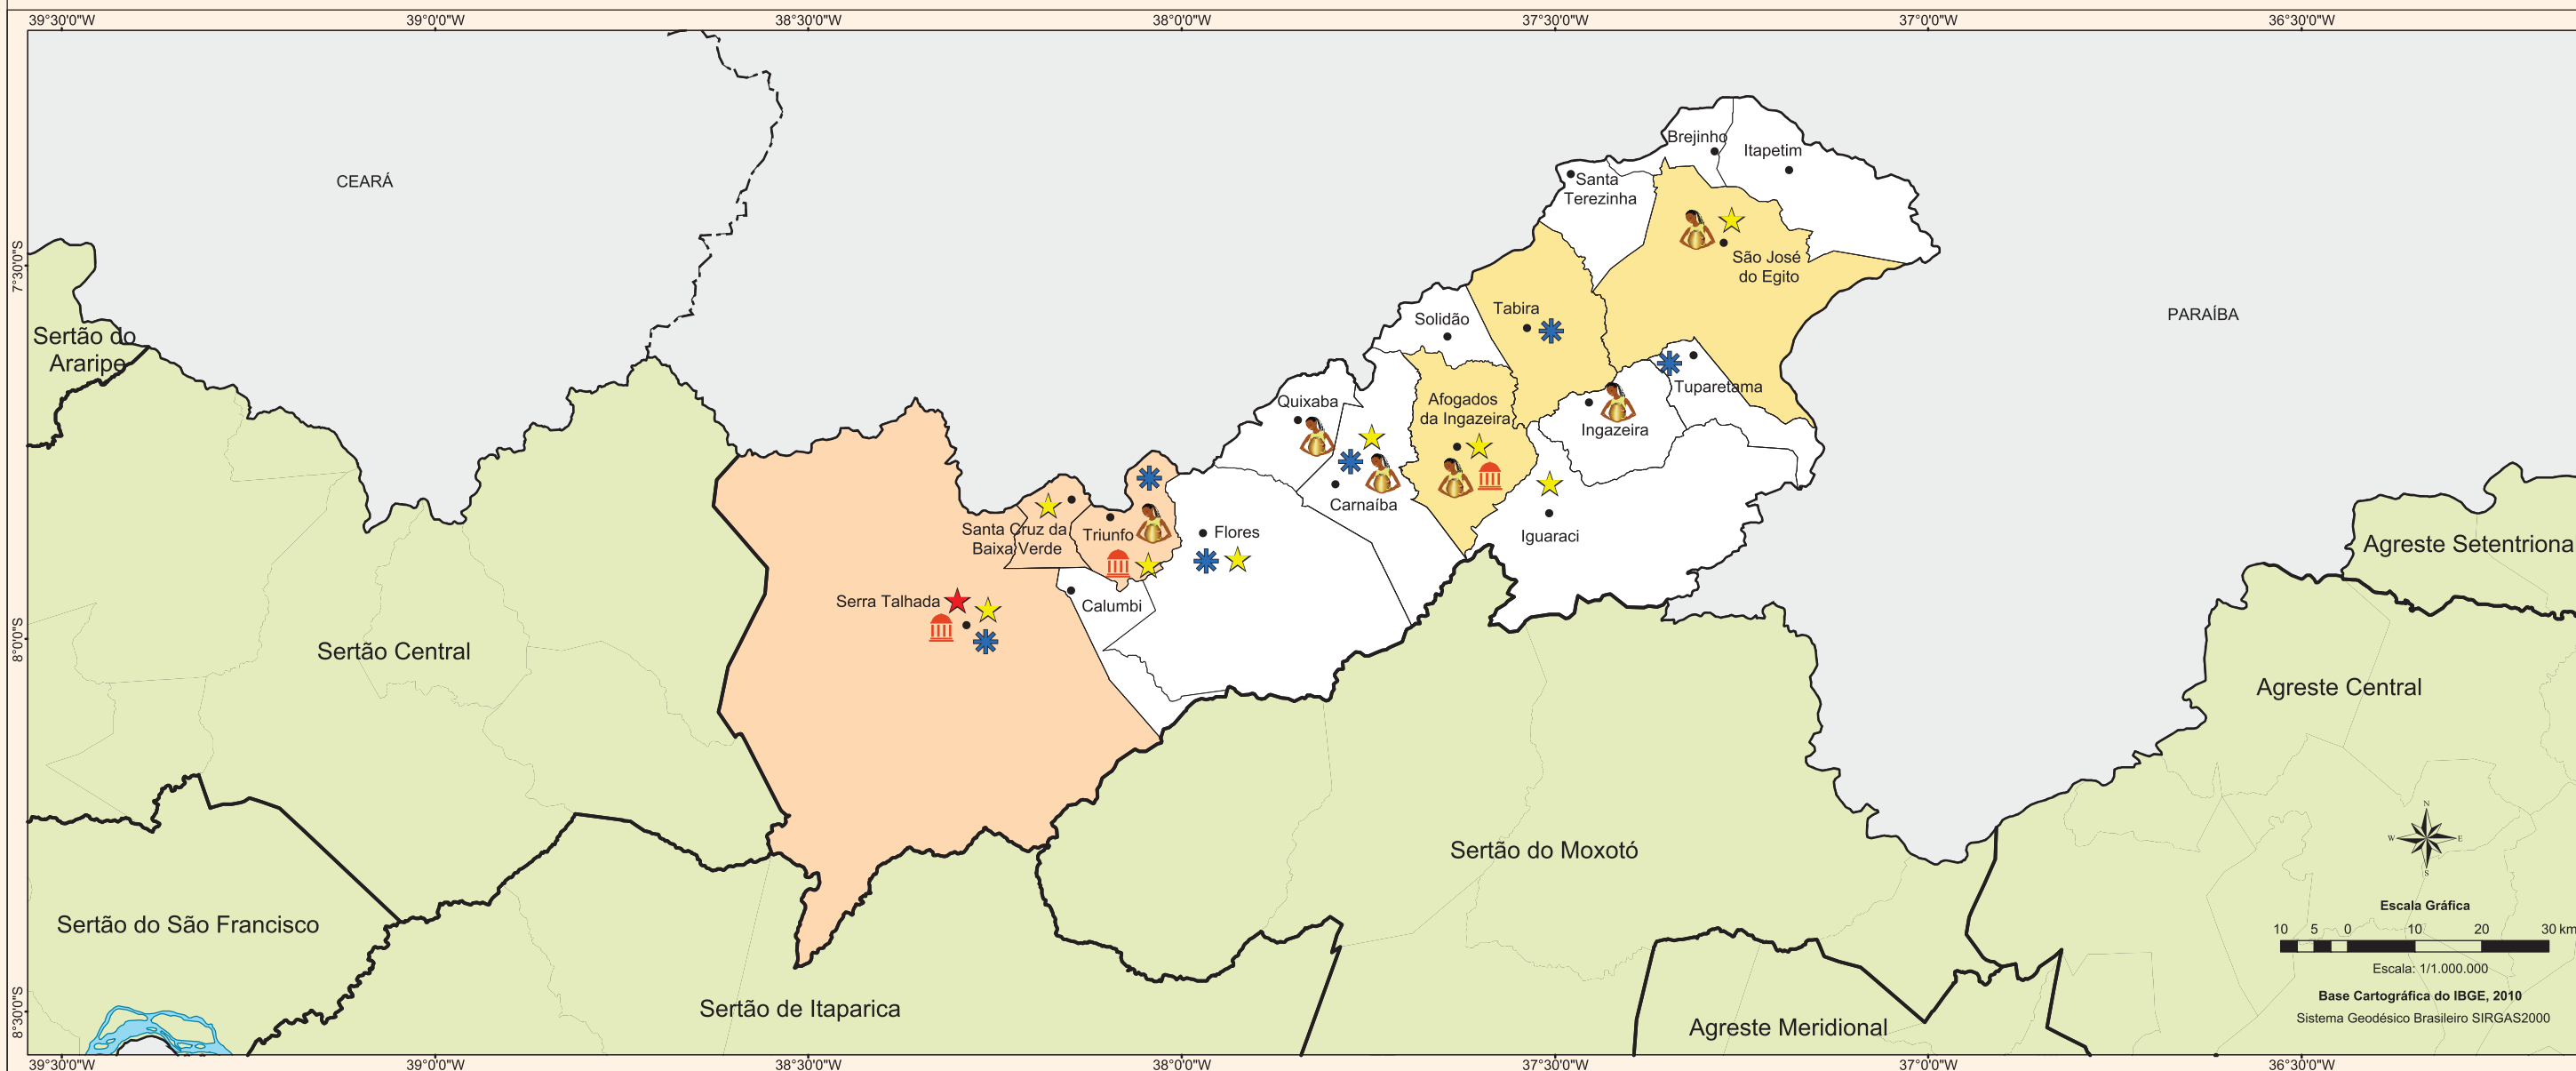 39°30'0"W
39°0'0"W
38°30'0"W
38°0'0"W
37°30'0"W
37°0'0"W
36°30'0"W
CEARÁ
Brejinho
Itapetim
Santa
Terezinha
7°30'0"S
São José
do Egito
PARAÍBA
Tabira
Solidão
Sertão do
Araripe
Tuparetama
Quixaba
Afogados
da Ingazeira
Ingazeira
Carnaíba
Iguaraci
Santa Cruz da
Baixa Verde
Triunfo
Flores
Agreste Setentrional
Serra Talhada
Calumbi
8°0'0"S
Sertão Central
Agreste Central
Sertão do Moxotó
N
W
E
S
Sertão do São Francisco
Escala Gráfica
10 5 0 10 20 30 km
Escala: 1/1.000.000
Base Cartográfica do IBGE, 2010
Sistema Geodésico Brasileiro SIRGAS2000
8°30'0"S
Sertão de Itaparica
Agreste Meridional
39°30'0"W
39°0'0"W
38°30'0"W
38°0'0"W
37°30'0"W
37°0'0"W
36°30'0"W